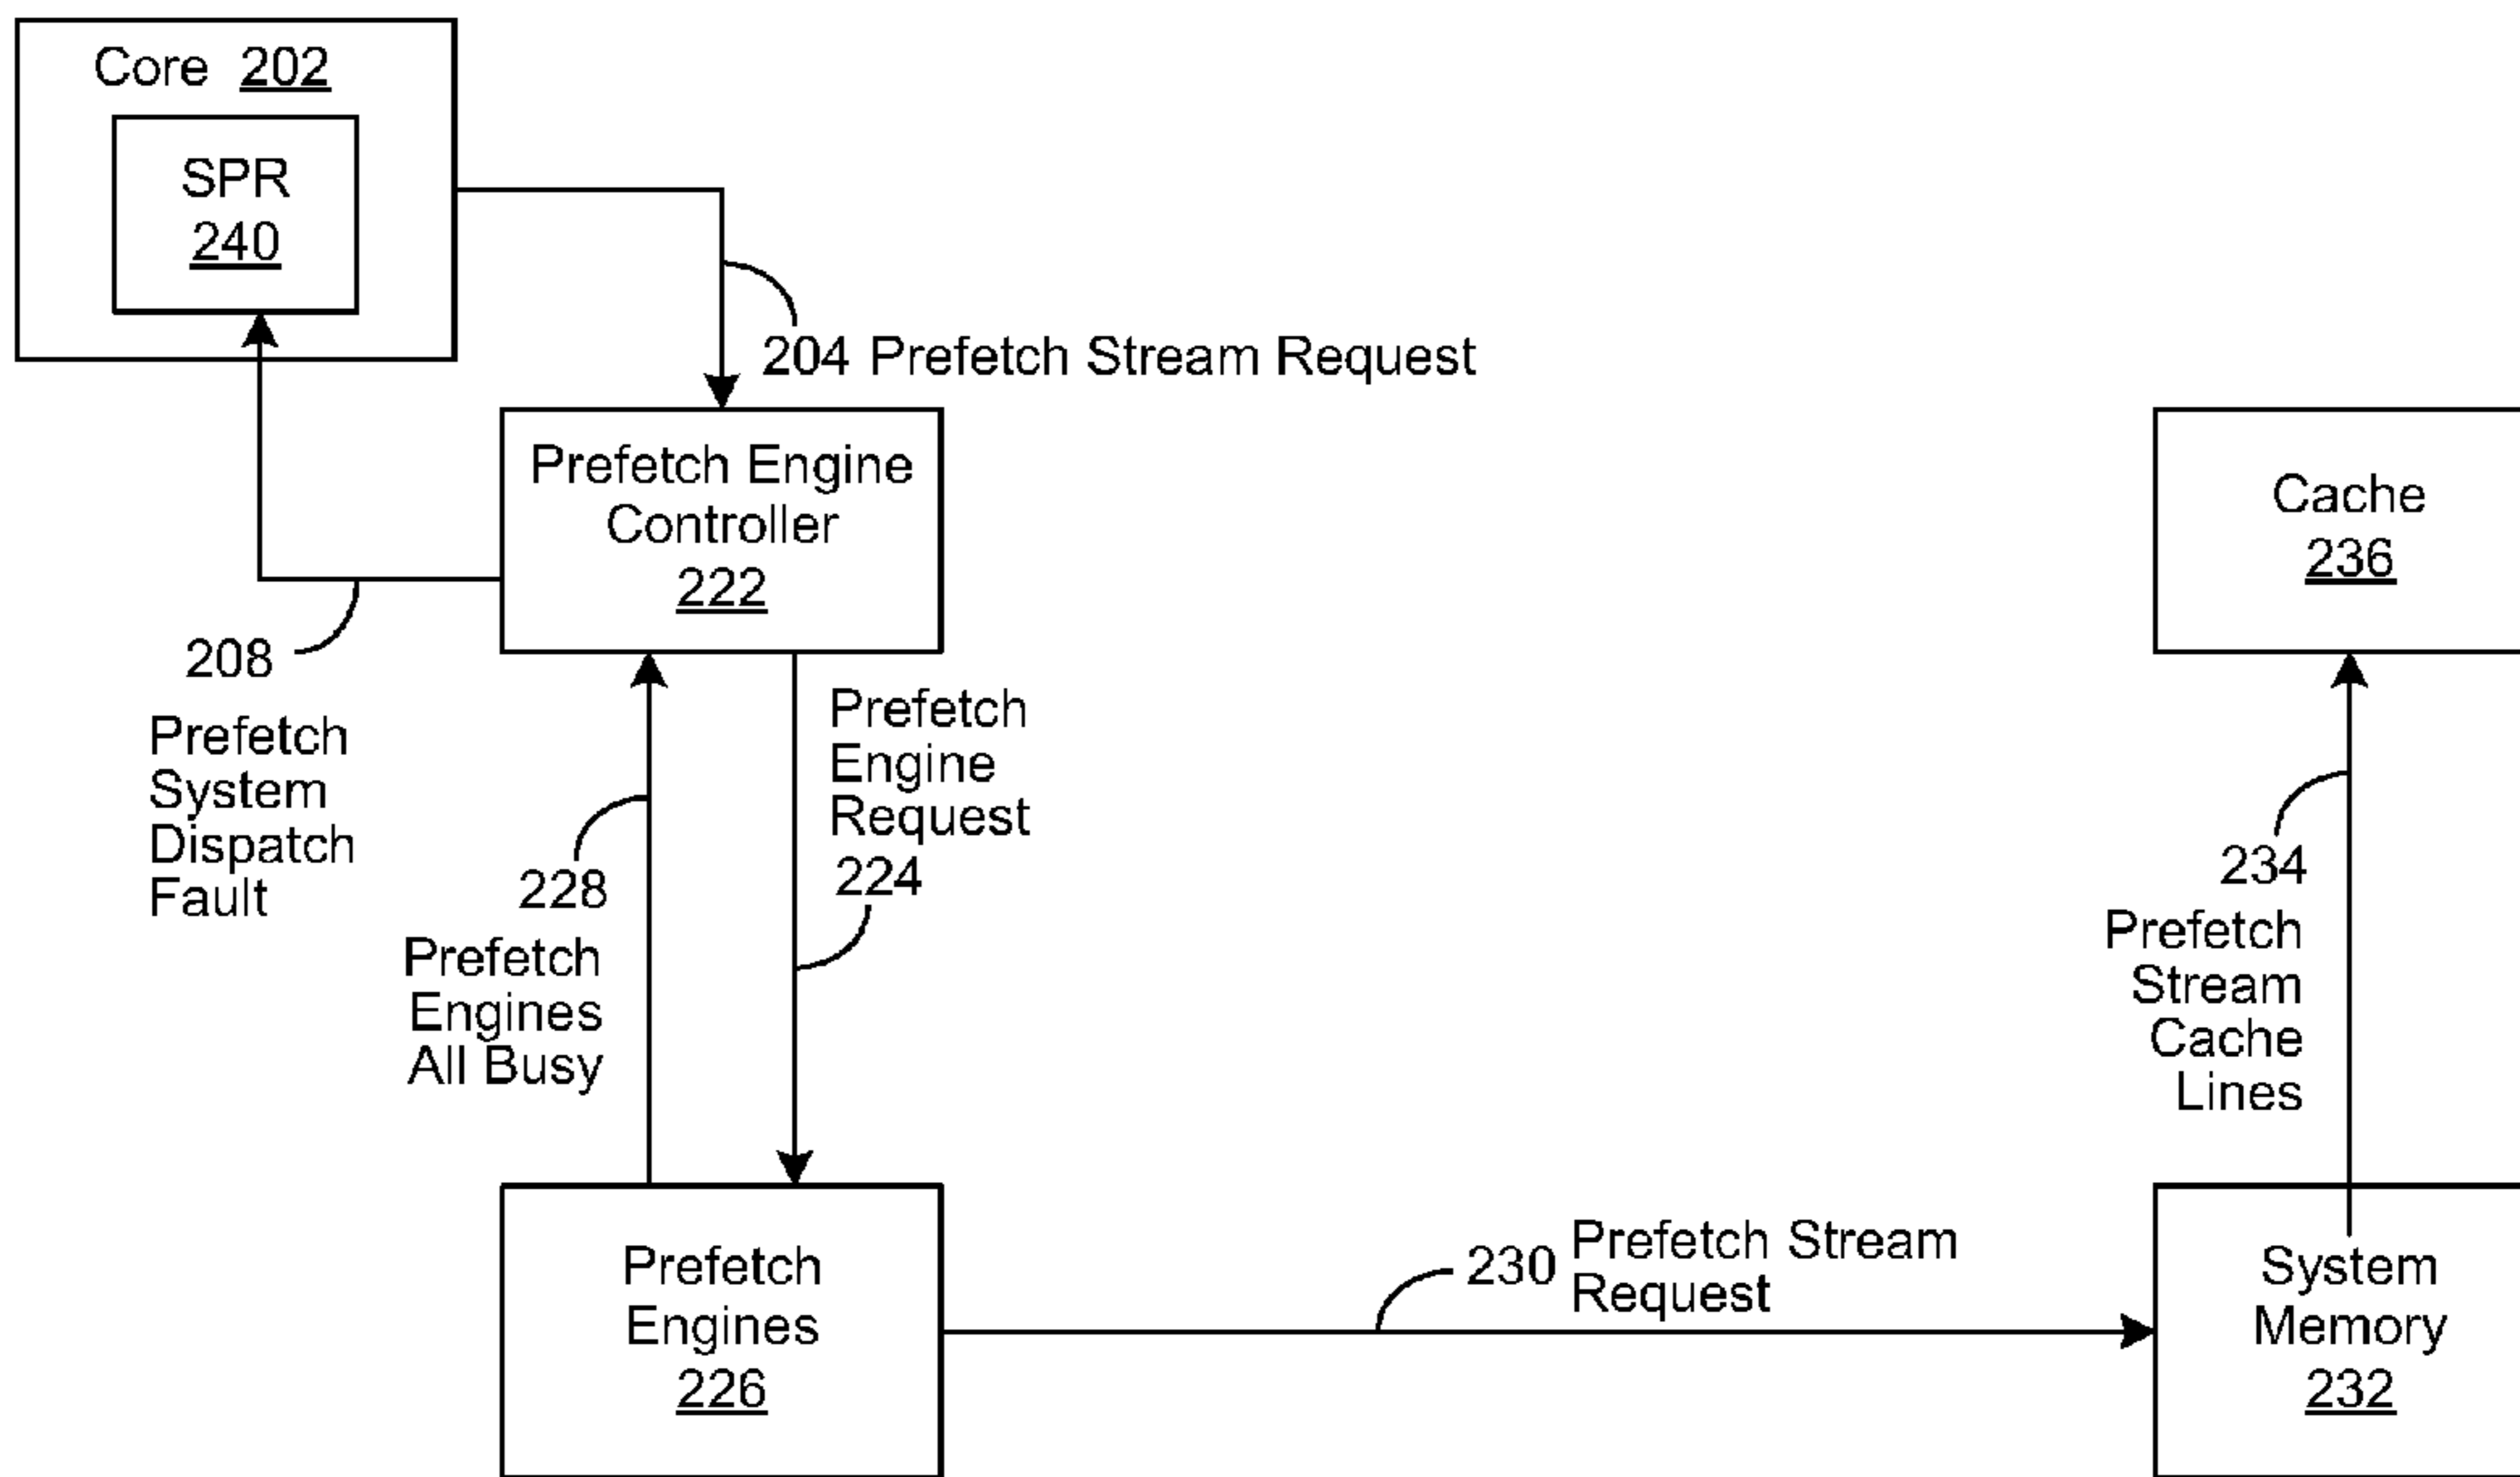 Core 202
SPR
240
204 Prefetch Stream Request
Prefetch Engine
Controller
222
Cache
236
208
Prefetch
System
Dispatch
Fault
Prefetch
Engine
Request
224
228
Prefetch
Engines
All Busy
234
Prefetch
Stream
Cache
Lines
Prefetch
Engines
226
230 Prefetch Stream
Request
System
Memory
232